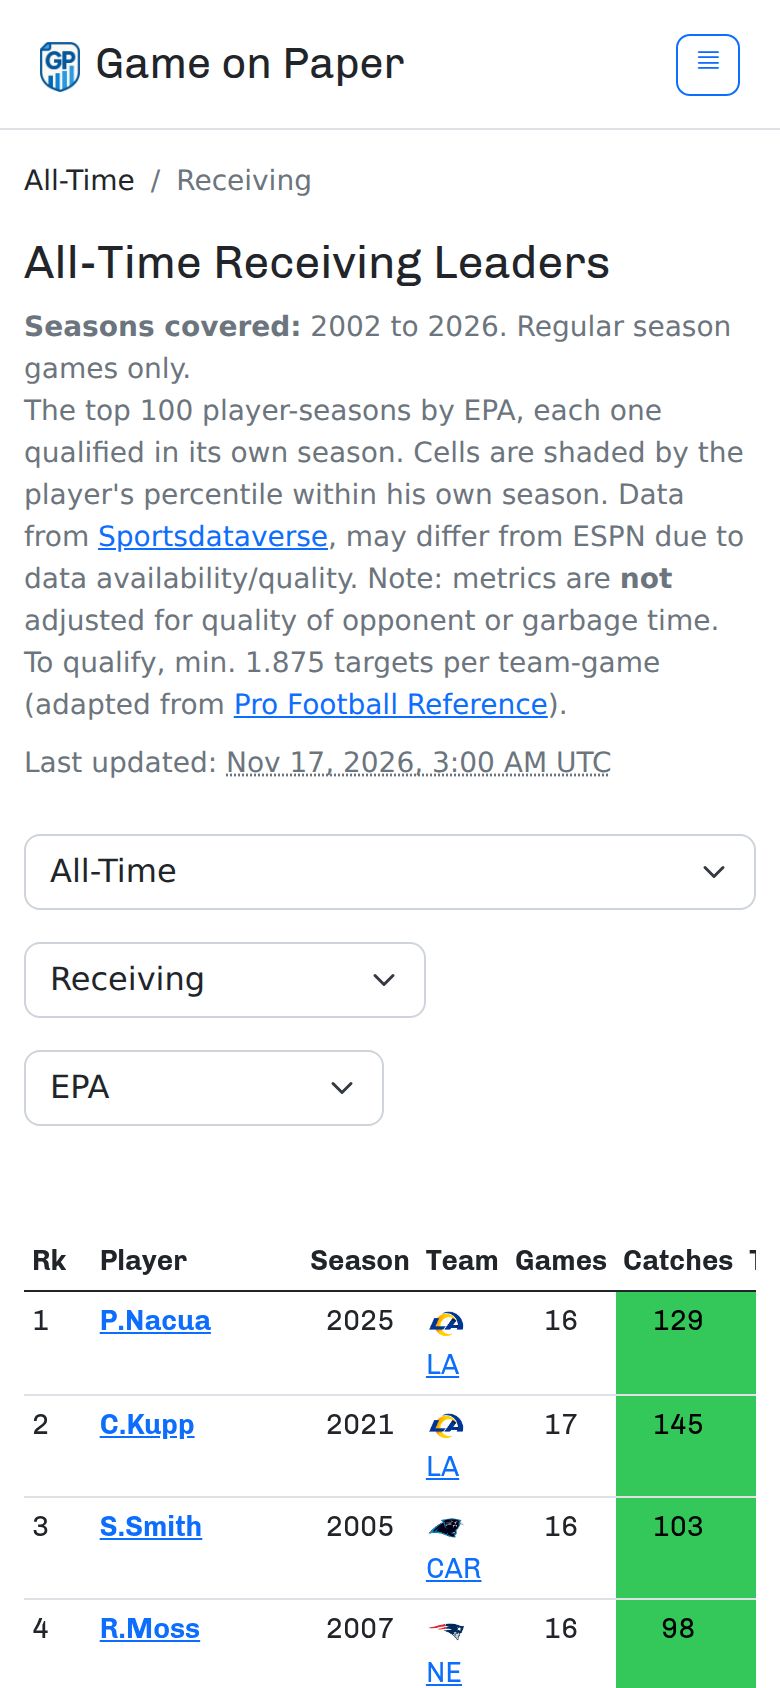 GP Game on Paper
All-Time / Receiving
All-Time Receiving Leaders
Seasons covered: 2002 to 2026. Regular season
games only.
The top 100 player-seasons by EPA, each one
qualified in its own season. Cells are shaded by the
player's percentile within his own season. Data
from Sportsdataverse, may differ from ESPN due to
data availability/quality. Note: metrics are not
adjusted for quality of opponent or garbage time.
To qualify, min. 1.875 targets per team-game
(adapted from Pro Football Reference).
Last updated: Nov 17, 2026, 3:00 AM UTC
All-Time
Receiving
EPA
Rk Player Season Team Games Catches
1 P.Nacua 2025 LA 16 129
2 C.Kupp 2021 LA 17 145
3 S.Smith 2005 CAR 16 103
4 R.Moss 2007 NE 16 98